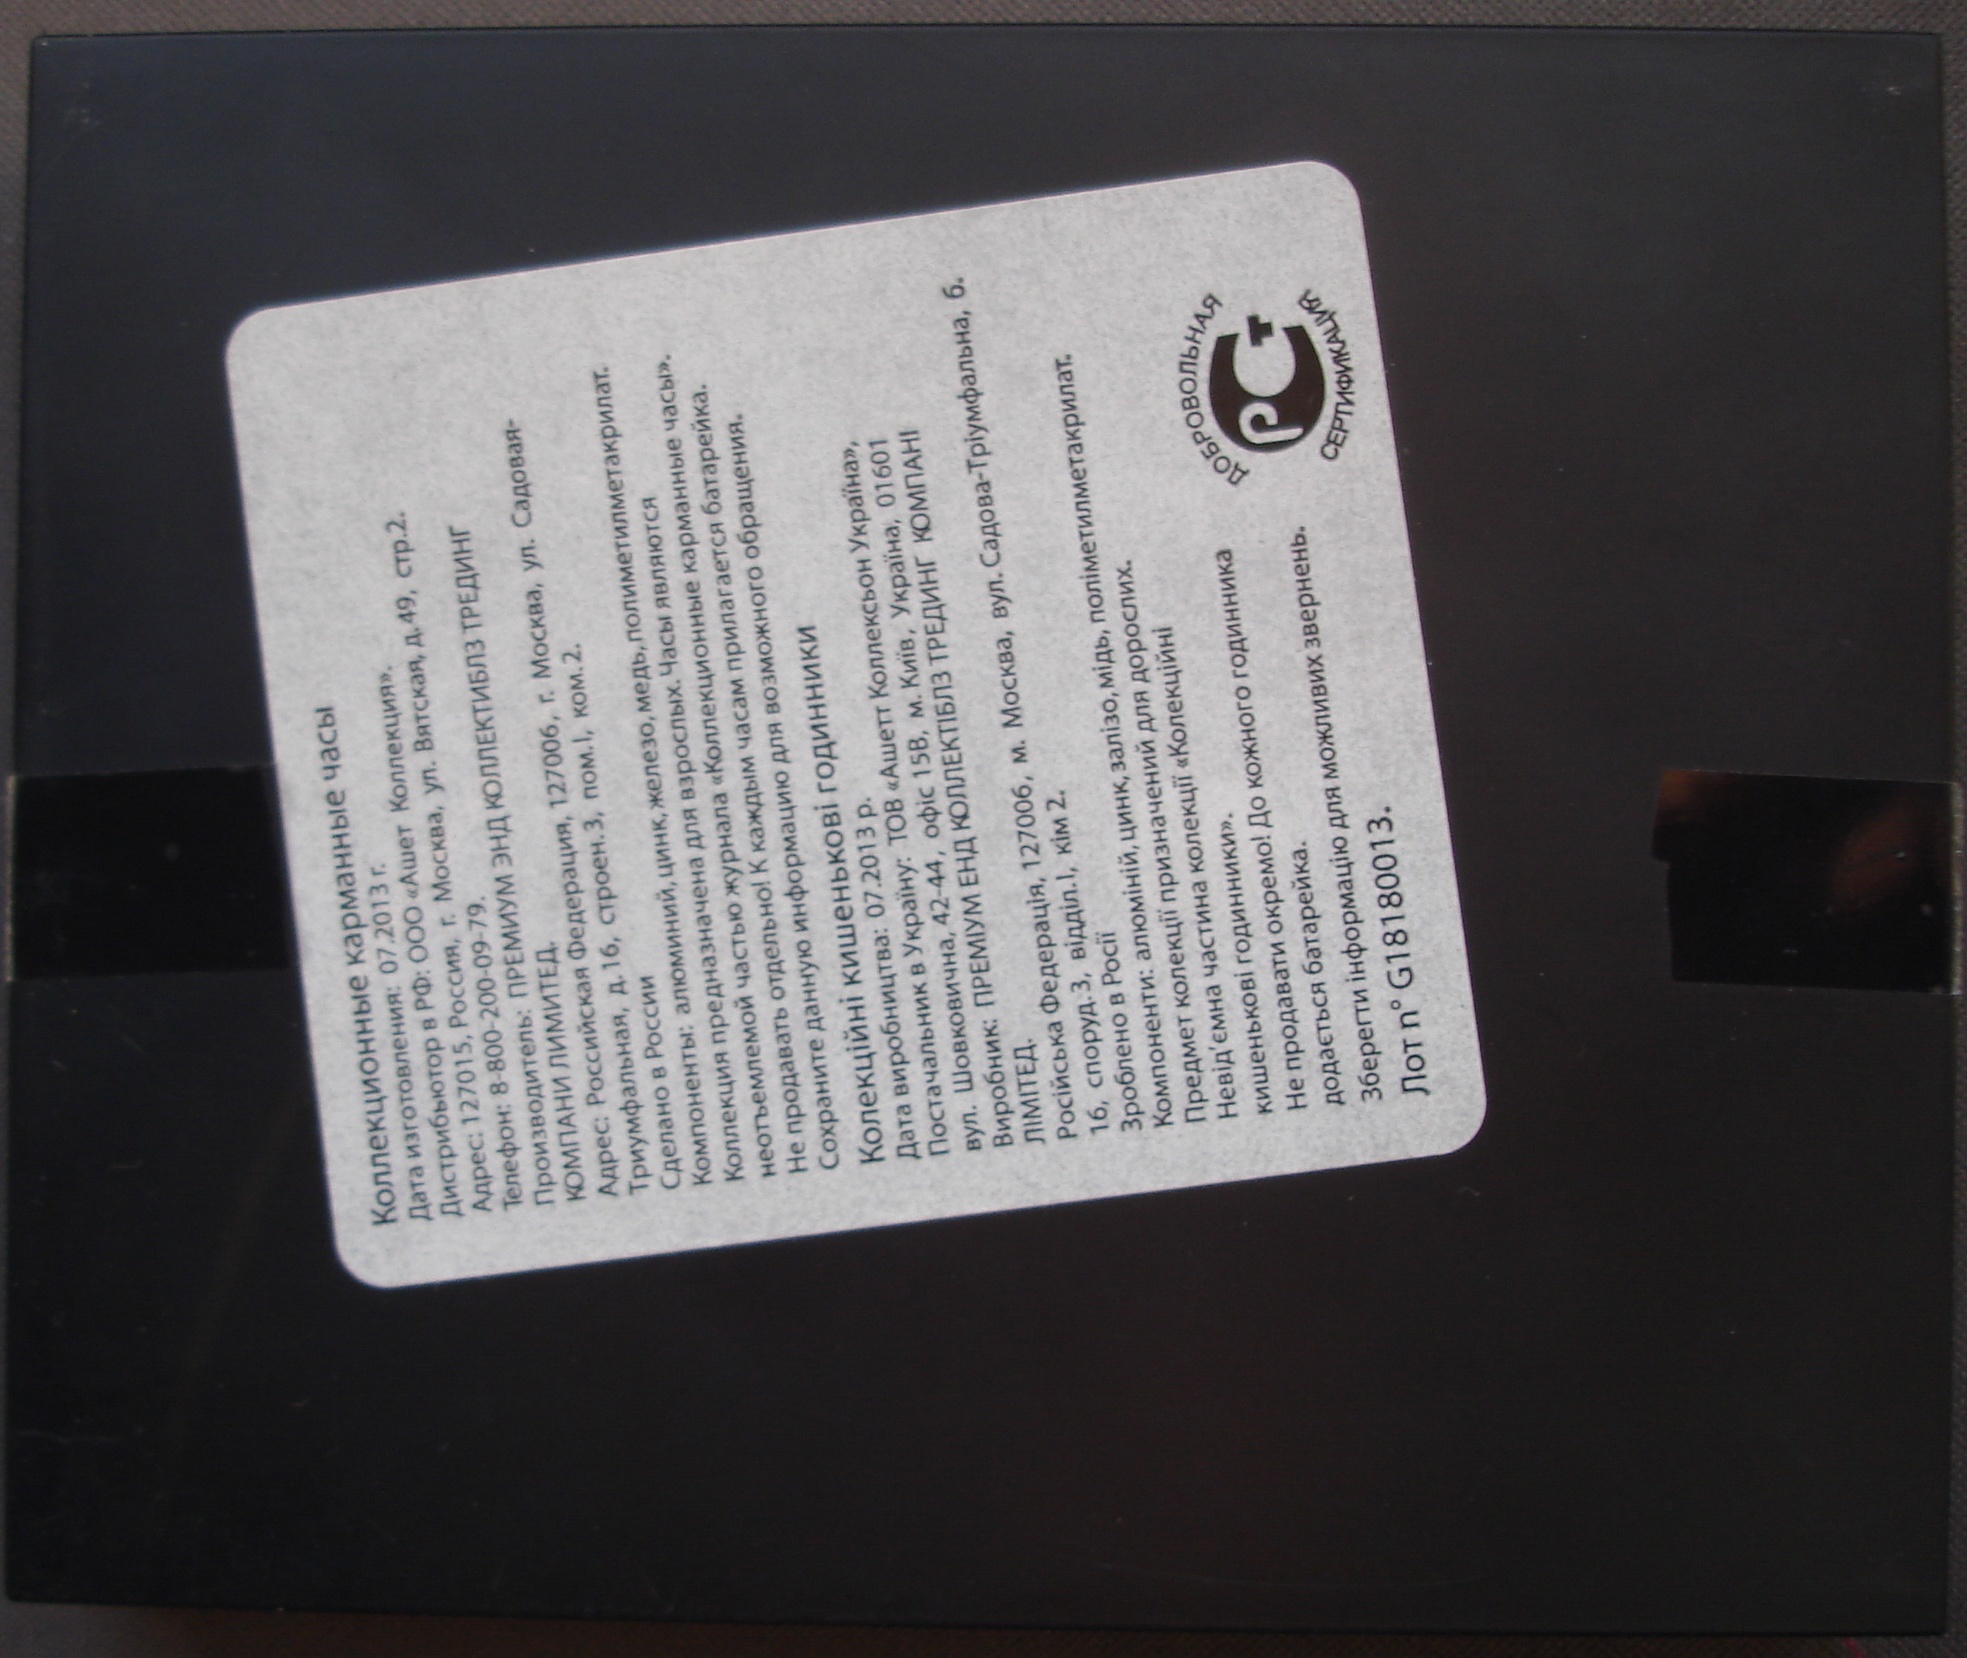 Коллекционные карманные часы
Дата изготовления: 07.2013 г.
Дистрибьютор в РФ: ООО «Ашет Коллекция».
Адрес: 127015, Россия, г. Москва, ул. Вятская, д.49, стр.2.
Телефон: 8-800-200-09-79.
Производитель: ПРЕМИУМ ЭНД КОЛЛЕКТИБЛЗ ТРЕДИНГ
КОМПАНИ ЛИМИТЕД.
Адрес: Российская Федерация, 127006, г. Москва, ул. Садовая-
Триумфальная, д.16, строен.3, пом.I, ком.2.
Сделано в России
Компоненты: алюминий, цинк, железо, медь, полиметилметакрилат.
Коллекция предназначена для взрослых. Часы являются
неотъемлемой частью журнала «Коллекционные карманные часы».
Не продавать отдельно! К каждым часам прилагается батарейка.
Сохраните данную информацию для возможного обращения.
Колекційні кишенькові годинники
Дата виробництва: 07.2013 р.
Постачальник в Україну: ТОВ «Ашетт Коллексьон Україна»,
вул. Шовковична, 42-44, офіс 15В, м. Київ, Україна, 01601
Виробник: ПРЕМІУМ ЕНД КОЛЛЕКТІБЛЗ ТРЕДИНГ КОМПАНІ
ЛІМІТЕД.
Російська Федерація, 127006, м. Москва, вул. Садова-Тріумфальна, б.
16, споруд.3, відділ.I, кім 2.
Зроблено в Росії
Компоненти: алюміній, цинк, залізо, мідь, поліметилметакрилат.
Предмет колекції призначений для дорослих.
Невід'ємна частина колекції «Колекційні
кишенькові годинники».
Не продавати окремо! До кожного годинника
додається батарейка.
Зберегти інформацію для можливих звернень.
Лот n° G18180013.
ДОБРОВОЛЬНАЯ
РСТ
СЕРТИФИКАЦИЯ